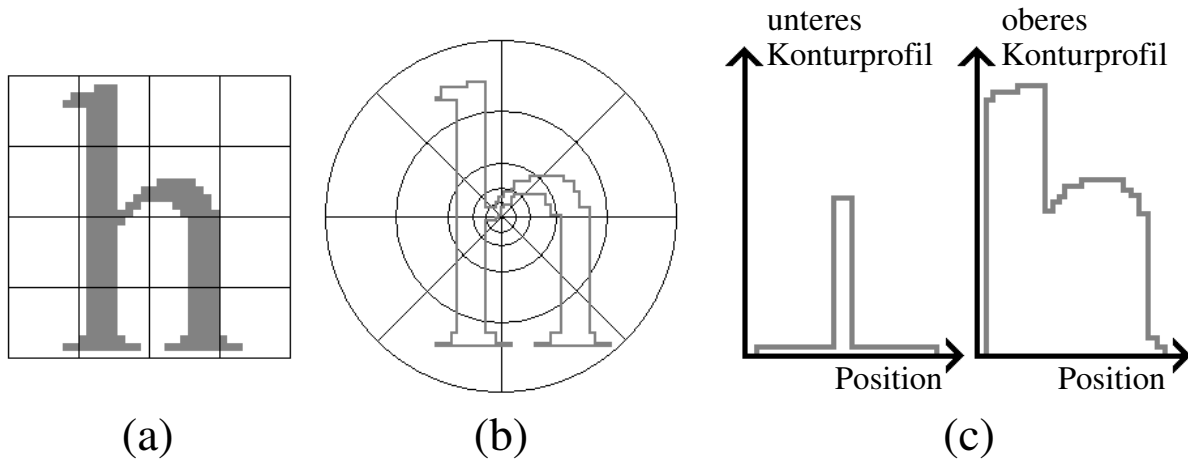 h
unteres
Konturprofil
Position
oberes
Konturprofil
Position
(a)
(b)
(c)